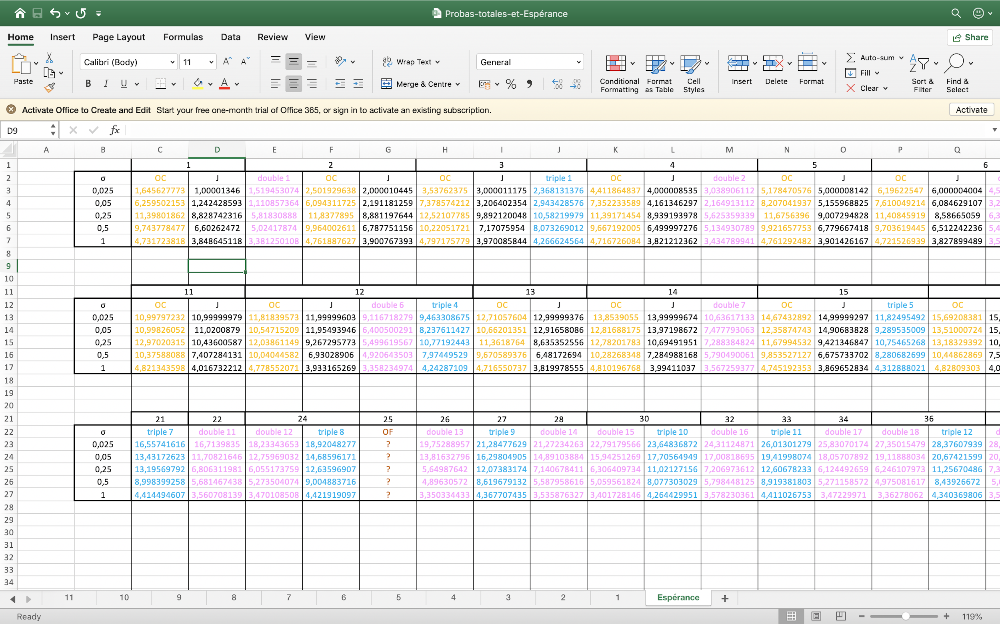 Probas-totales-et-Espérance
Home Insert Page Layout Formulas Data Review View Share
Paste Calibri (Body) 11 B I U Wrap Text Merge & Centre General Conditional Formatting Format as Table Cell Styles Insert Delete Format Auto-sum Fill Clear Sort & Filter Find & Select
Activate Office to Create and Edit Start your free one-month trial of Office 365, or sign in to activate an existing subscription. Activate
D9 fx
A B C D E F G H I J K L M N O P Q
1 1 2 3 4 5 6
2 σ OC J double 1 OC J OC J triple 1 OC J double 2 OC J OC J
3 0,025 1,645627773 1,00001346 1,519453074 2,501929638 2,000010445 3,53762375 3,000011175 2,368131376 4,411864837 4,000008535 3,038906112 5,178470576 5,000008142 6,19622547 6,000004004 4,5
4 0,05 6,259502153 1,242428593 1,110857364 6,094311725 2,191181259 7,378574212 3,206402354 2,943428576 7,352233589 4,161346297 2,164913112 8,207041937 5,155968825 7,610049214 6,084629107 3,2
5 0,25 11,39801862 8,828742316 5,81830888 11,8377895 8,881197644 12,52107785 9,892120048 10,58219979 11,39171454 8,939193978 5,625359339 11,6756396 9,007294828 11,40845919 8,58665059 6,3
6 0,5 9,743778477 6,60262472 5,02417874 9,964002611 6,787751156 10,22051721 7,17075954 8,073269012 9,667192005 6,499997276 5,134930789 9,921657753 6,779667418 9,703619445 6,512242236 5,4
7 1 4,731723818 3,848645118 3,381250108 4,761887627 3,900767393 4,797175779 3,970085844 4,266624564 4,716726084 3,821212362 3,434789941 4,761292482 3,901426167 4,721526939 3,827899489 3,5
8
9
10
11 11 12 13 14 15
12 σ OC J OC J double 6 triple 4 OC J OC J double 7 OC J triple 5 OC
13 0,025 10,99797232 10,99999979 11,81839573 11,99999603 9,116718279 9,463308675 12,71057604 12,99999376 13,8539055 13,99999674 10,63617133 14,67432892 14,99999297 11,82495492 15,69208381 15,
14 0,05 10,99826052 11,0200879 10,54715209 11,95493946 6,400500291 8,237611427 10,66201351 12,91658086 12,81688175 13,97198672 7,477793063 12,35874743 14,90683828 9,289535009 13,51000724 15,
15 0,25 12,97020315 10,43600587 12,03861149 9,267295773 5,499619567 10,77192443 11,3618764 8,635352556 12,78201783 10,69491951 7,288384824 11,67994532 9,421346847 10,75465268 13,18329392 10,
16 0,5 10,37588088 7,407284131 10,04044582 6,93028906 4,920643503 7,97449529 9,670589376 6,48172694 10,28268348 7,284988168 5,790490061 9,853527127 6,675733702 8,280682699 10,44862869 7,5
17 1 4,821343598 4,016732212 4,778552071 3,933165269 3,358234974 4,24287109 4,716550737 3,819978555 4,810196768 3,99411037 3,567259377 4,745192353 3,869652834 4,312888021 4,82809303 4,0
18
19
20
21 21 22 24 25 26 27 28 30 32 33 34 36
22 σ triple 7 double 11 double 12 triple 8 OF double 13 triple 9 double 14 double 15 triple 10 double 16 triple 11 double 17 double 18 triple 12
23 0,025 16,55741616 16,7139835 18,23343653 18,92048277 ? 19,75288957 21,28477629 21,27234263 22,79179566 23,64836872 24,31124871 26,01301279 25,83070174 27,35015479 28,37607939 28,
24 0,05 13,43172623 11,70821646 12,75969032 14,68596171 ? 13,81632796 16,29804905 14,89103884 15,94251269 17,70564949 17,00818695 19,41998074 18,05707892 19,11888034 20,67421599 20,
25 0,25 13,19569792 6,806311981 6,055173759 12,63596907 ? 5,64987642 12,07383174 7,140678411 6,306409734 11,02127156 7,206973612 12,60678233 6,124492659 6,246107973 11,25670486 7,3
26 0,5 8,998399258 5,681467438 5,273504074 9,004883716 ? 4,89630572 8,619679132 5,587958616 5,059561824 8,077303029 5,798448125 8,919381803 5,271158572 4,975081617 8,43926672
27 1 4,414494607 3,560708139 3,470108508 4,421919097 ? 3,350334433 4,367707435 3,535876327 3,401728146 4,264429951 3,578230361 4,411026753 3,47229971 3,36278062 4,340369806 3,5
28
29
30
31
32
33
34
11 10 9 8 7 6 5 4 3 2 1 Espérance +
Ready 119%